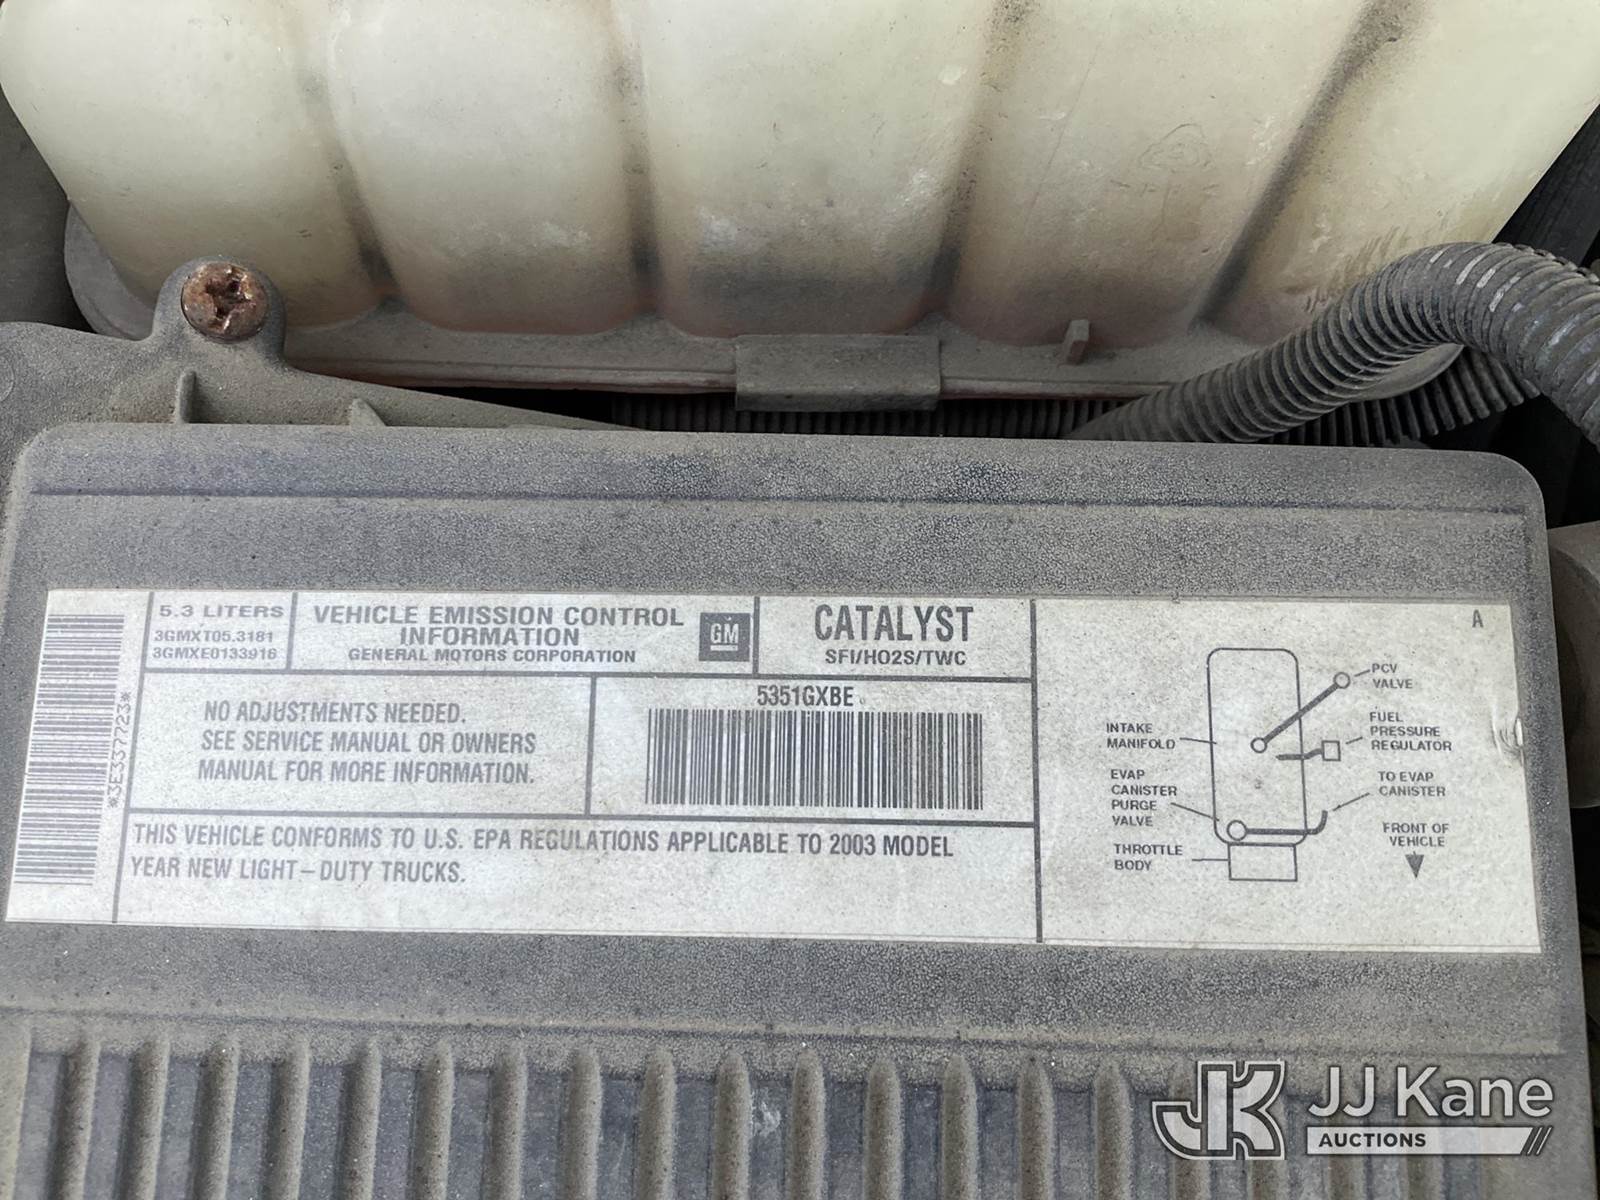 *3E3377223*
5.3 LITERS
3GMXT05.3181
3GMXE0133916
VEHICLE EMISSION CONTROL
INFORMATION
GENERAL MOTORS CORPORATION
GM
CATALYST
SFI/HO2S/TWC
NO ADJUSTMENTS NEEDED.
SEE SERVICE MANUAL OR OWNERS
MANUAL FOR MORE INFORMATION.
5351GXBE
THIS VEHICLE CONFORMS TO U.S. EPA REGULATIONS APPLICABLE TO 2003 MODEL
YEAR NEW LIGHT-DUTY TRUCKS.
A
PCV
VALVE
FUEL
PRESSURE
REGULATOR
INTAKE
MANIFOLD
EVAP
CANISTER
PURGE
VALVE
TO EVAP
CANISTER
THROTTLE
BODY
FRONT OF
VEHICLE
JK JJ Kane
AUCTIONS